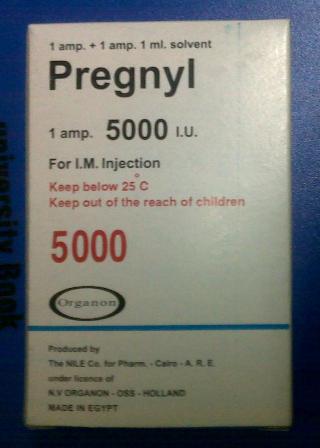 1 amp. + 1 amp. 1 ml. solvent
Pregnyl
1 amp. 5000 I.U.
For I.M. Injection
Keep below 25°C
Keep out of the reach of children
5000
Organon
Produced by
The NILE Co. for Pharm. - Cairo - A. R. E.
under licence of
N.V ORGANON - OSS - HOLLAND
MADE IN EGYPT
University Book